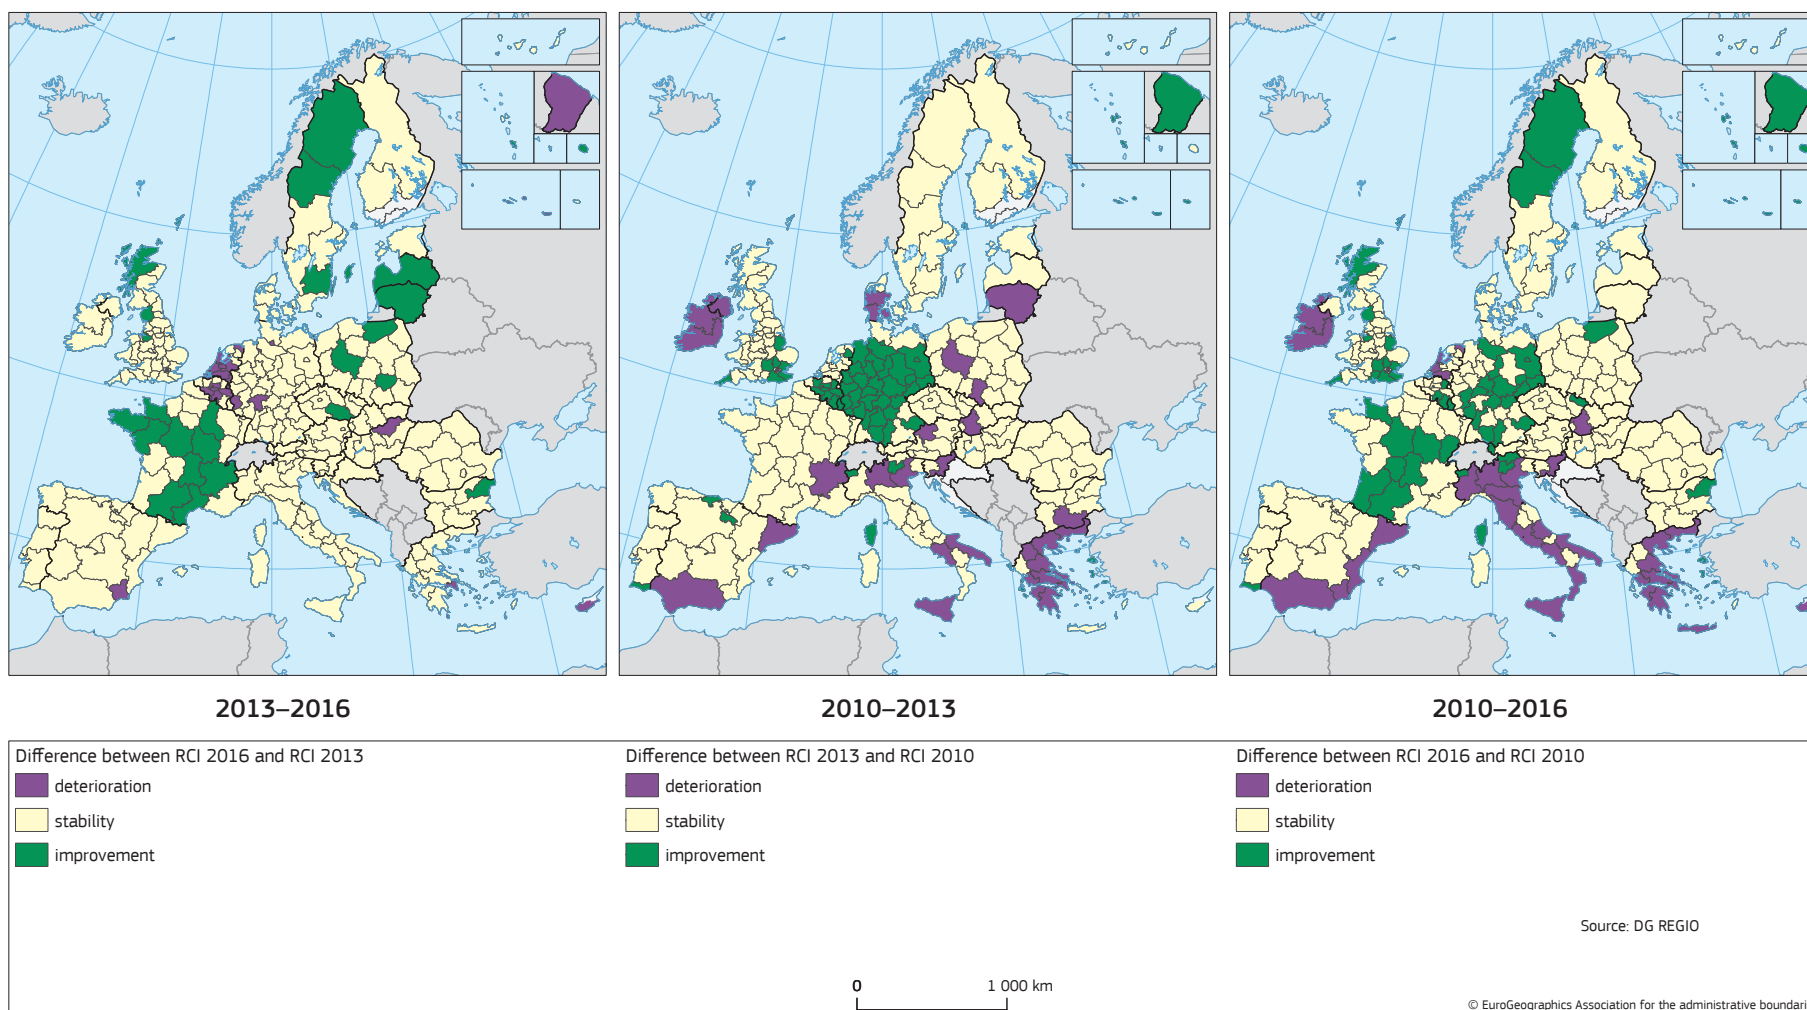 2013–2016
2010–2013
2010–2016
Difference between RCI 2016 and RCI 2013
deterioration
stability
improvement
Difference between RCI 2013 and RCI 2010
deterioration
stability
improvement
Difference between RCI 2016 and RCI 2010
deterioration
stability
improvement
Source: DG REGIO
0
1 000 km
© EuroGeographics Association for the administrative boundari